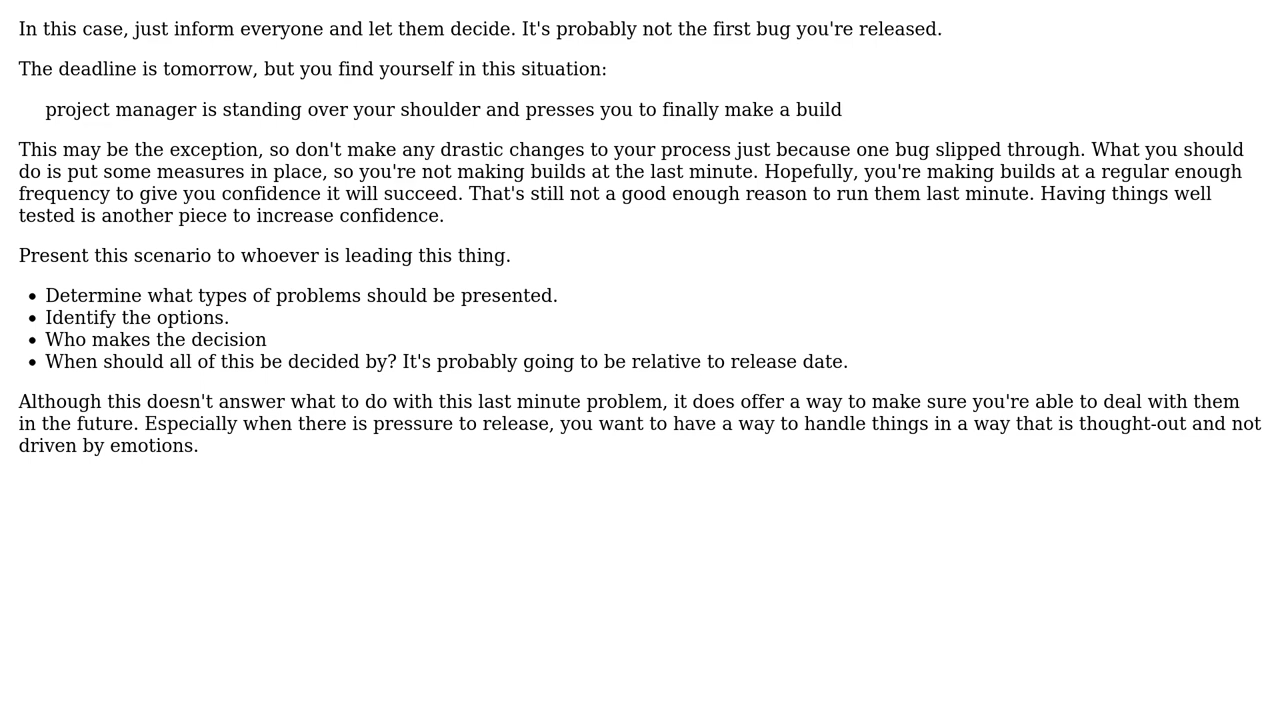 In this case, just inform everyone and let them decide. It's probably not the first bug you're released.
The deadline is tomorrow, but you find yourself in this situation:
project manager is standing over your shoulder and presses you to finally make a build
This may be the exception, so don't make any drastic changes to your process just because one bug slipped through. What you should
do is put some measures in place, so you're not making builds at the last minute. Hopefully, you're making builds at a regular enough
frequency to give you confidence it will succeed. That's still not a good enough reason to run them last minute. Having things well
tested is another piece to increase confidence.
Present this scenario to whoever is leading this thing.
• Determine what types of problems should be presented.
• Identify the options.
• Who makes the decision
• When should all of this be decided by? It's probably going to be relative to release date.
Although this doesn't answer what to do with this last minute problem, it does offer a way to make sure you're able to deal with them
in the future. Especially when there is pressure to release, you want to have a way to handle things in a way that is thought-out and not
driven by emotions.